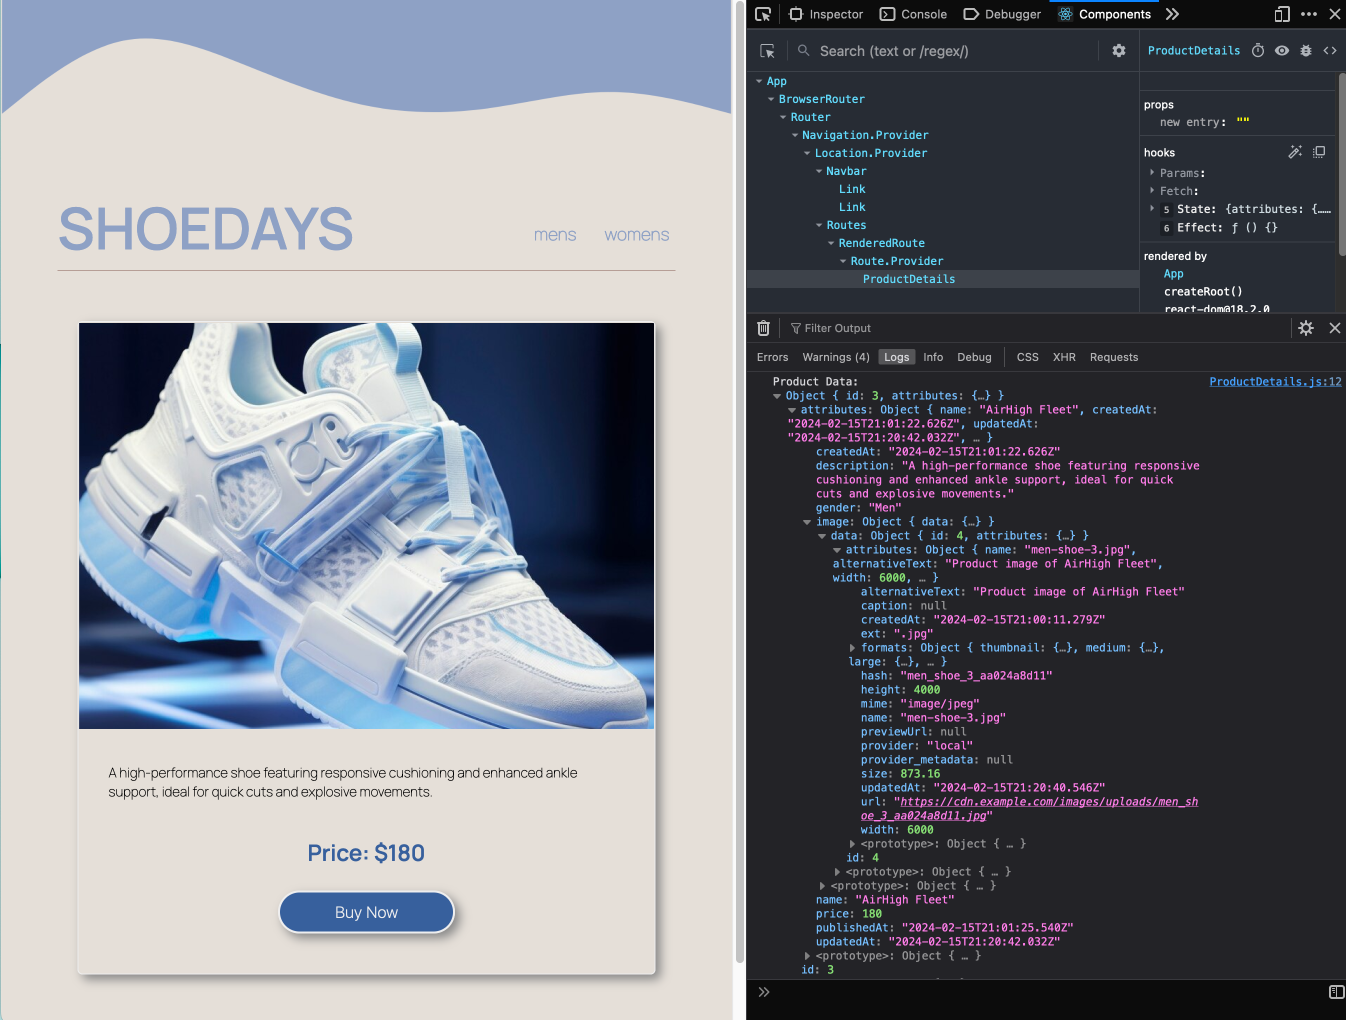 SHOEDAYS
mens womens
A high-performance shoe featuring responsive cushioning and enhanced ankle
support, ideal for quick cuts and explosive movements.
Price: $180
Buy Now
Inspector Console Debugger Components
Search (text or /regex/)
ProductDetails
App
BrowserRouter
Router
Navigation.Provider
Location.Provider
Navbar
Link
Link
Routes
RenderedRoute
Route.Provider
ProductDetails
props
new entry: ""
hooks
Params:
Fetch:
5 State: {attributes: {……
6 Effect: ƒ () {}
rendered by
App
createRoot()
react-dom@18.2.0
Filter Output
Errors Warnings (4) Logs Info Debug CSS XHR Requests
Product Data: ProductDetails.js:12
Object { id: 3, attributes: {…} }
attributes: Object { name: "AirHigh Fleet", createdAt:
"2024-02-15T21:01:22.626Z", updatedAt:
"2024-02-15T21:20:42.032Z", … }
createdAt: "2024-02-15T21:01:22.626Z"
description: "A high-performance shoe featuring responsive
cushioning and enhanced ankle support, ideal for quick
cuts and explosive movements."
gender: "Men"
image: Object { data: {…} }
data: Object { id: 4, attributes: {…} }
attributes: Object { name: "men-shoe-3.jpg",
alternativeText: "Product image of AirHigh Fleet",
width: 6000, … }
alternativeText: "Product image of AirHigh Fleet"
caption: null
createdAt: "2024-02-15T21:00:11.279Z"
ext: ".jpg"
formats: Object { thumbnail: {…}, medium: {…},
large: {…}, … }
hash: "men_shoe_3_aa024a8d11"
height: 4000
mime: "image/jpeg"
name: "men-shoe-3.jpg"
previewUrl: null
provider: "local"
provider_metadata: null
size: 873.16
updatedAt: "2024-02-15T21:20:40.546Z"
url: "https://cdn.example.com/images/uploads/men_sh
oe_3_aa024a8d11.jpg"
width: 6000
<prototype>: Object { … }
id: 4
<prototype>: Object { … }
<prototype>: Object { … }
name: "AirHigh Fleet"
price: 180
publishedAt: "2024-02-15T21:01:25.540Z"
updatedAt: "2024-02-15T21:20:42.032Z"
<prototype>: Object { … }
id: 3